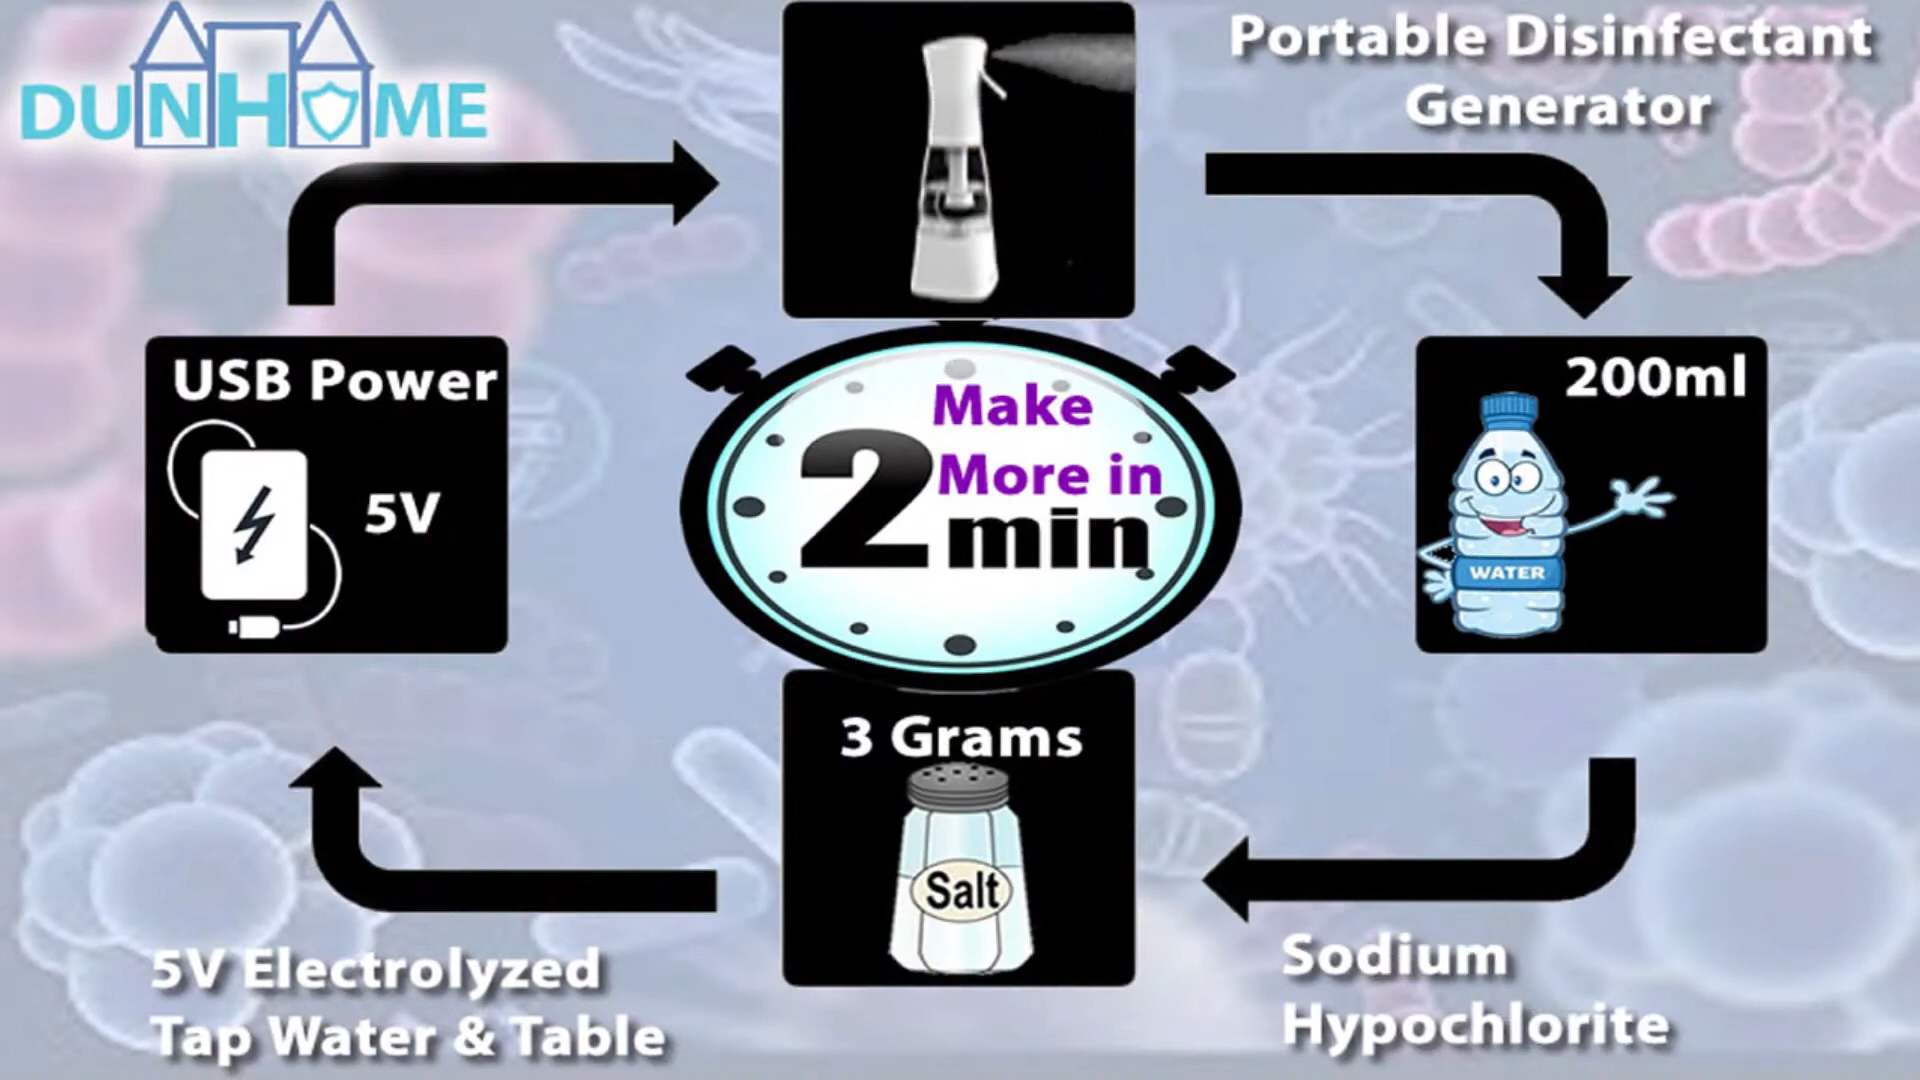 DUNHOME
Portable Disinfectant
Generator
USB Power
5V
Make
More in
2 min
200ml
WATER
3 Grams
Salt
5V Electrolyzed
Tap Water & Table
Sodium
Hypochlorite